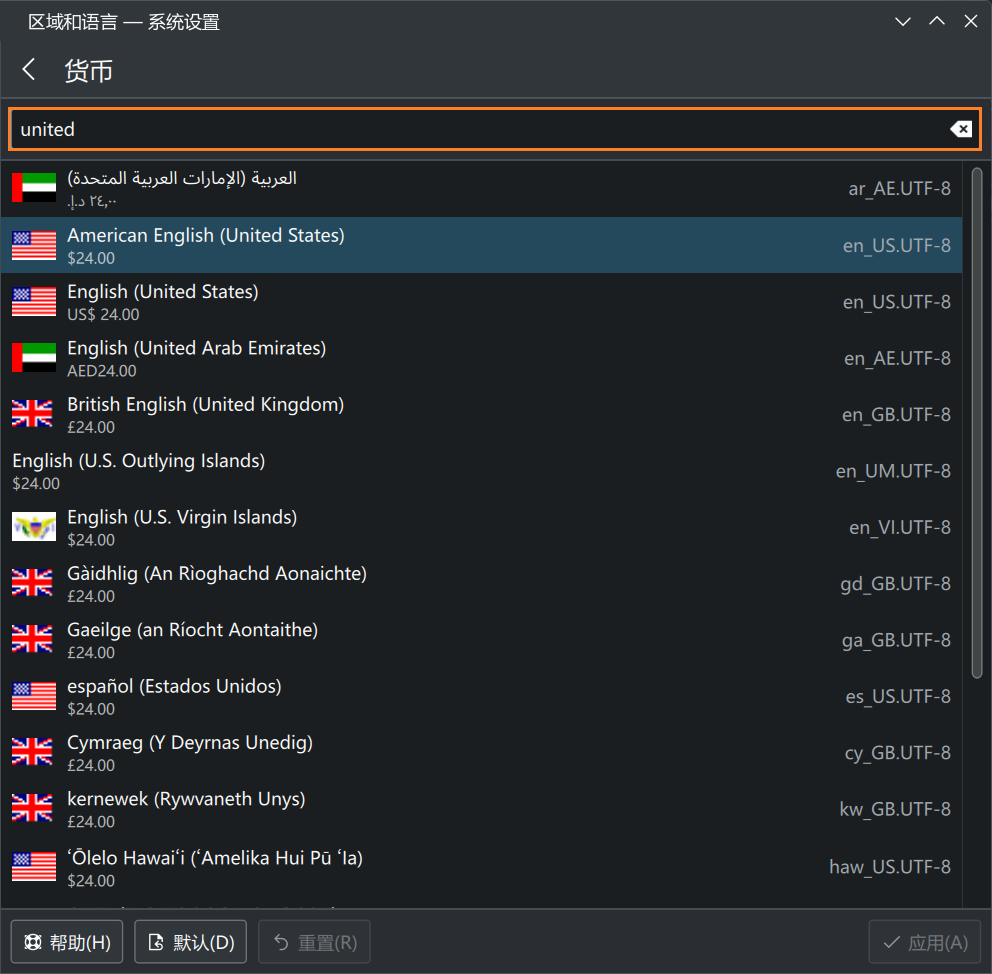 区域和语言 — 系统设置
货币
united
العربية (الإمارات العربية المتحدة)
ar_AE.UTF-8
٢٤,٠٠ د.إ.
American English (United States)
en_US.UTF-8
$24.00
English (United States)
en_US.UTF-8
US$ 24.00
English (United Arab Emirates)
en_AE.UTF-8
AED24.00
British English (United Kingdom)
en_GB.UTF-8
£24.00
English (U.S. Outlying Islands)
en_UM.UTF-8
$24.00
English (U.S. Virgin Islands)
en_VI.UTF-8
$24.00
Gàidhlig (An Rìoghachd Aonaichte)
gd_GB.UTF-8
£24.00
Gaeilge (an Ríocht Aontaithe)
ga_GB.UTF-8
£24.00
español (Estados Unidos)
es_US.UTF-8
$24.00
Cymraeg (Y Deyrnas Unedig)
cy_GB.UTF-8
£24.00
kernewek (Rywvaneth Unys)
kw_GB.UTF-8
£24.00
ʻŌlelo Hawaiʻi (ʻAmelika Hui Pū ʻIa)
haw_US.UTF-8
$24.00
帮助(H)
默认(D)
重置(R)
应用(A)